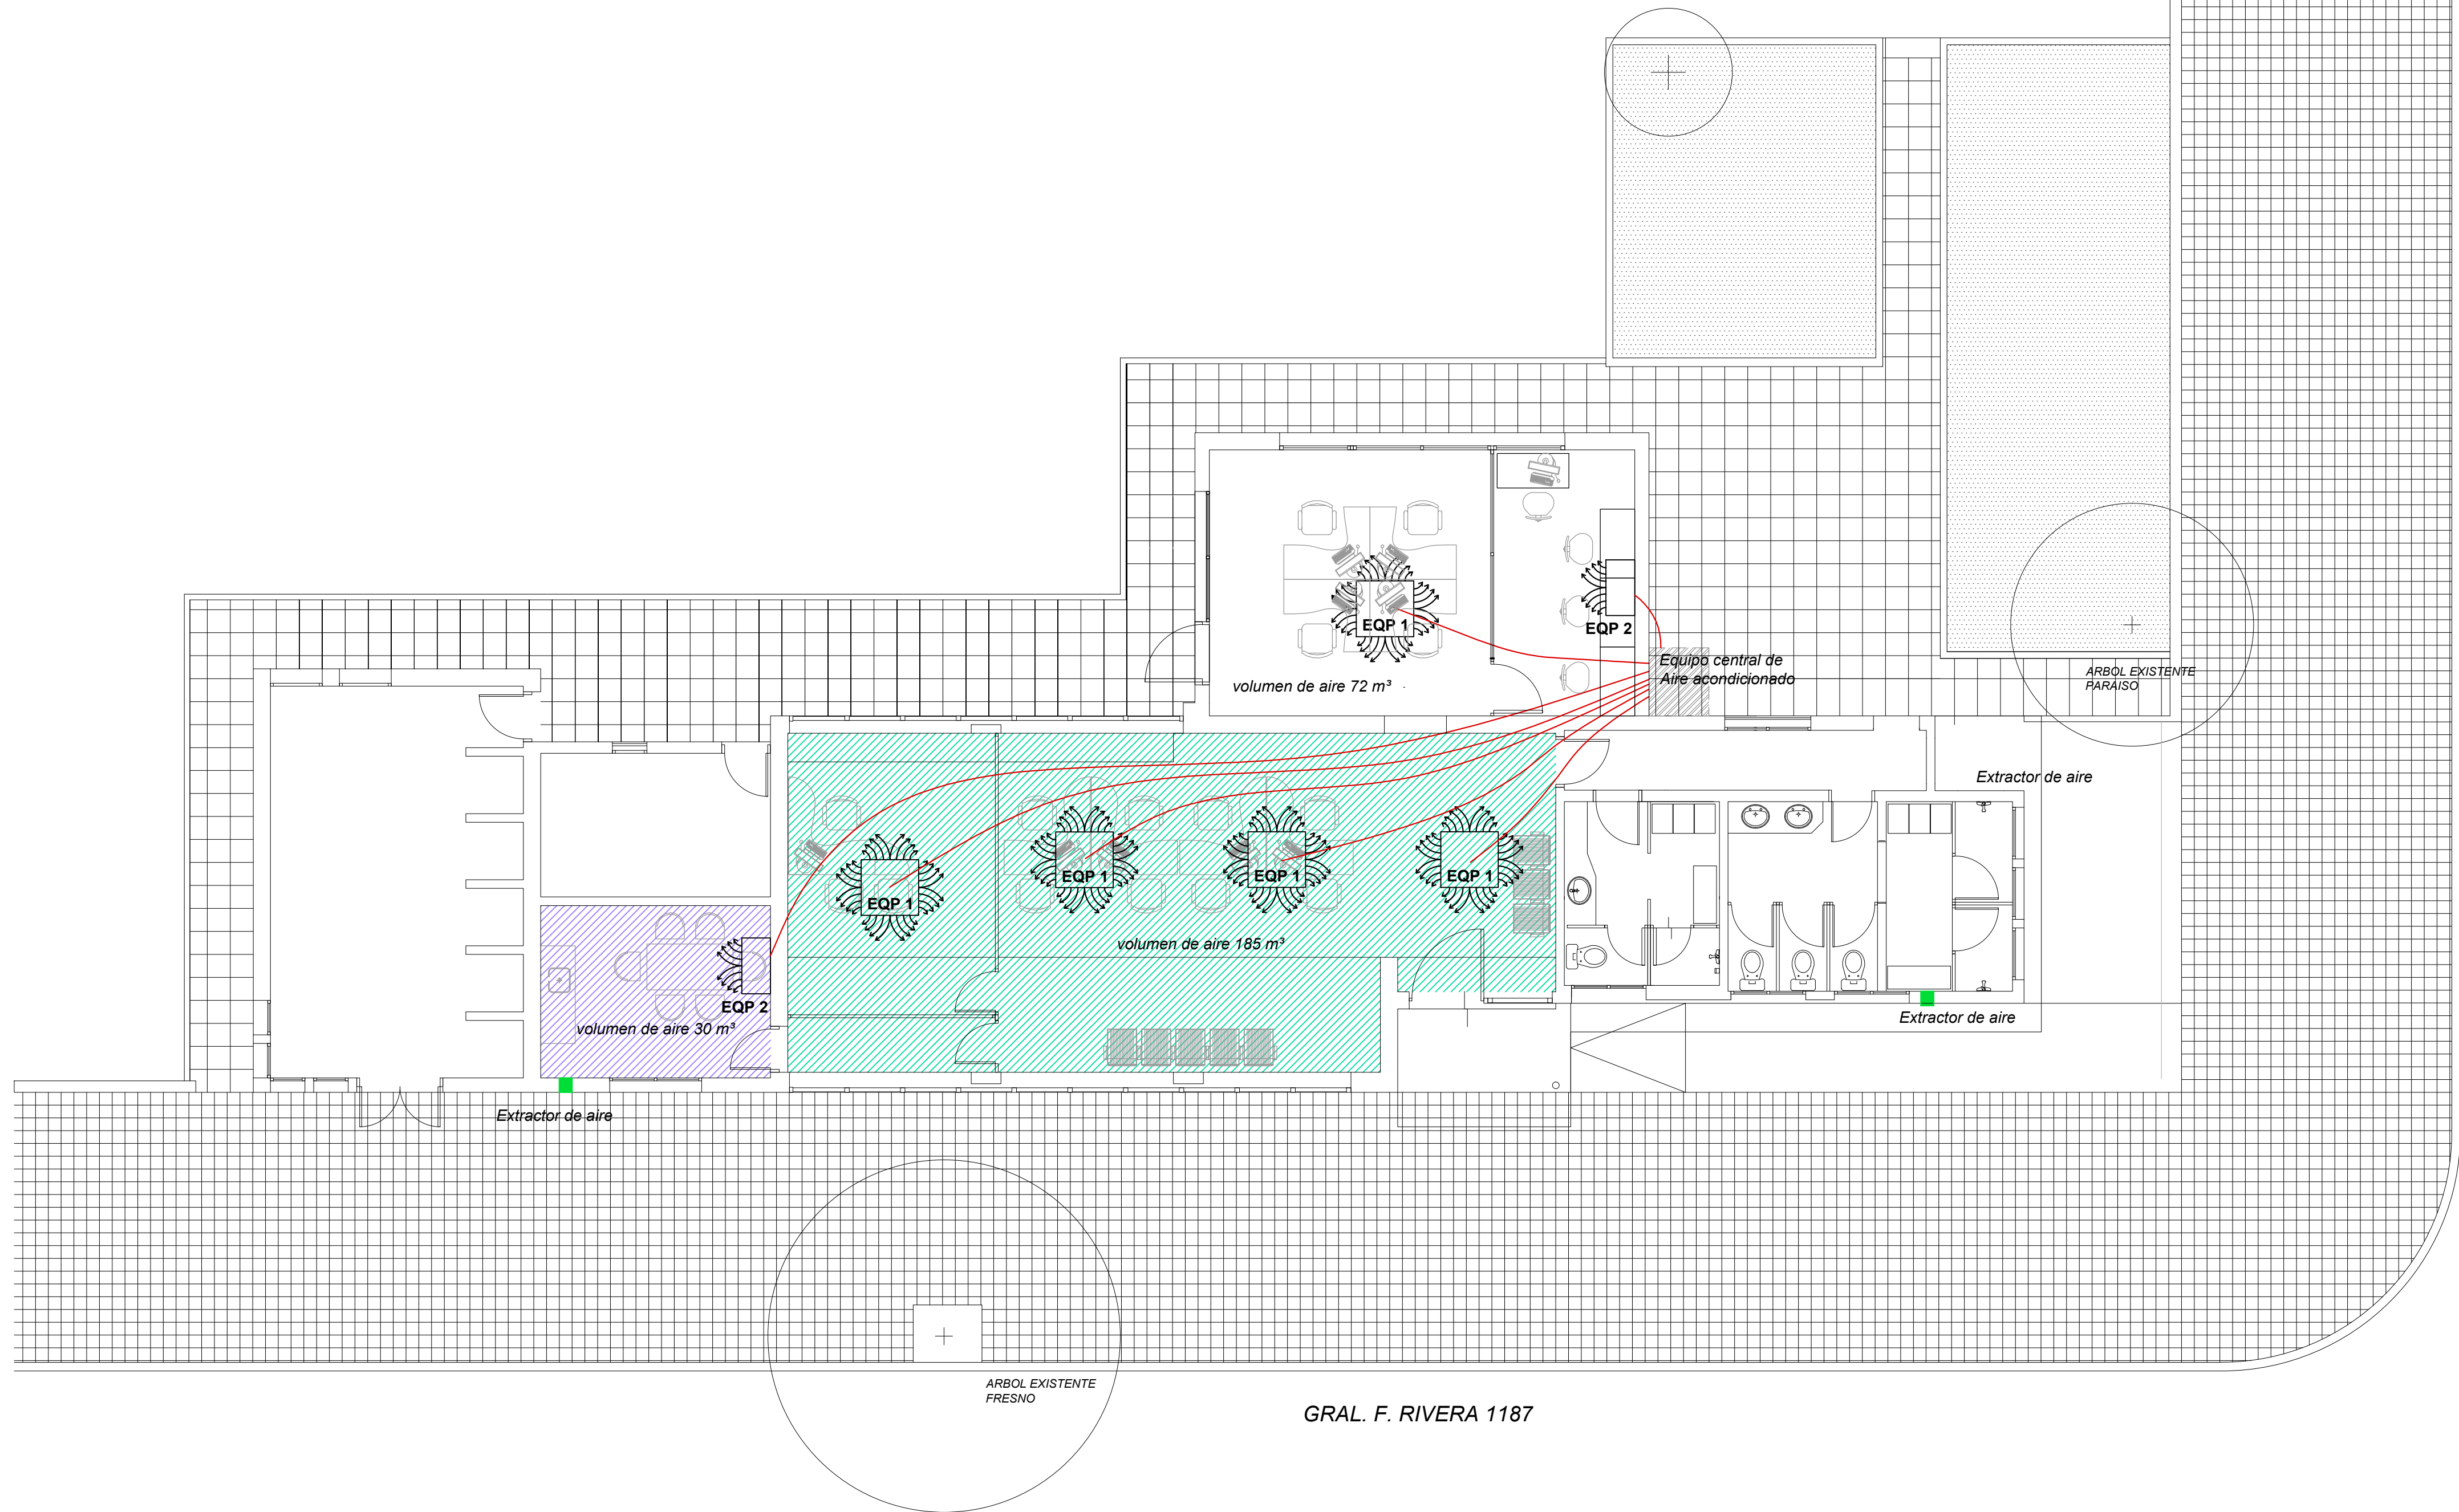 EQP 1
EQP 2
Equipo central de
Aire acondicionado
volumen de aire 72 m³
ARBOL EXISTENTE
PARAISO
Extractor de aire
EQP 1
EQP 1
EQP 1
EQP 1
volumen de aire 185 m³
EQP 2
volumen de aire 30 m³
Extractor de aire
Extractor de aire
ARBOL EXISTENTE
FRESNO
GRAL. F. RIVERA 1187